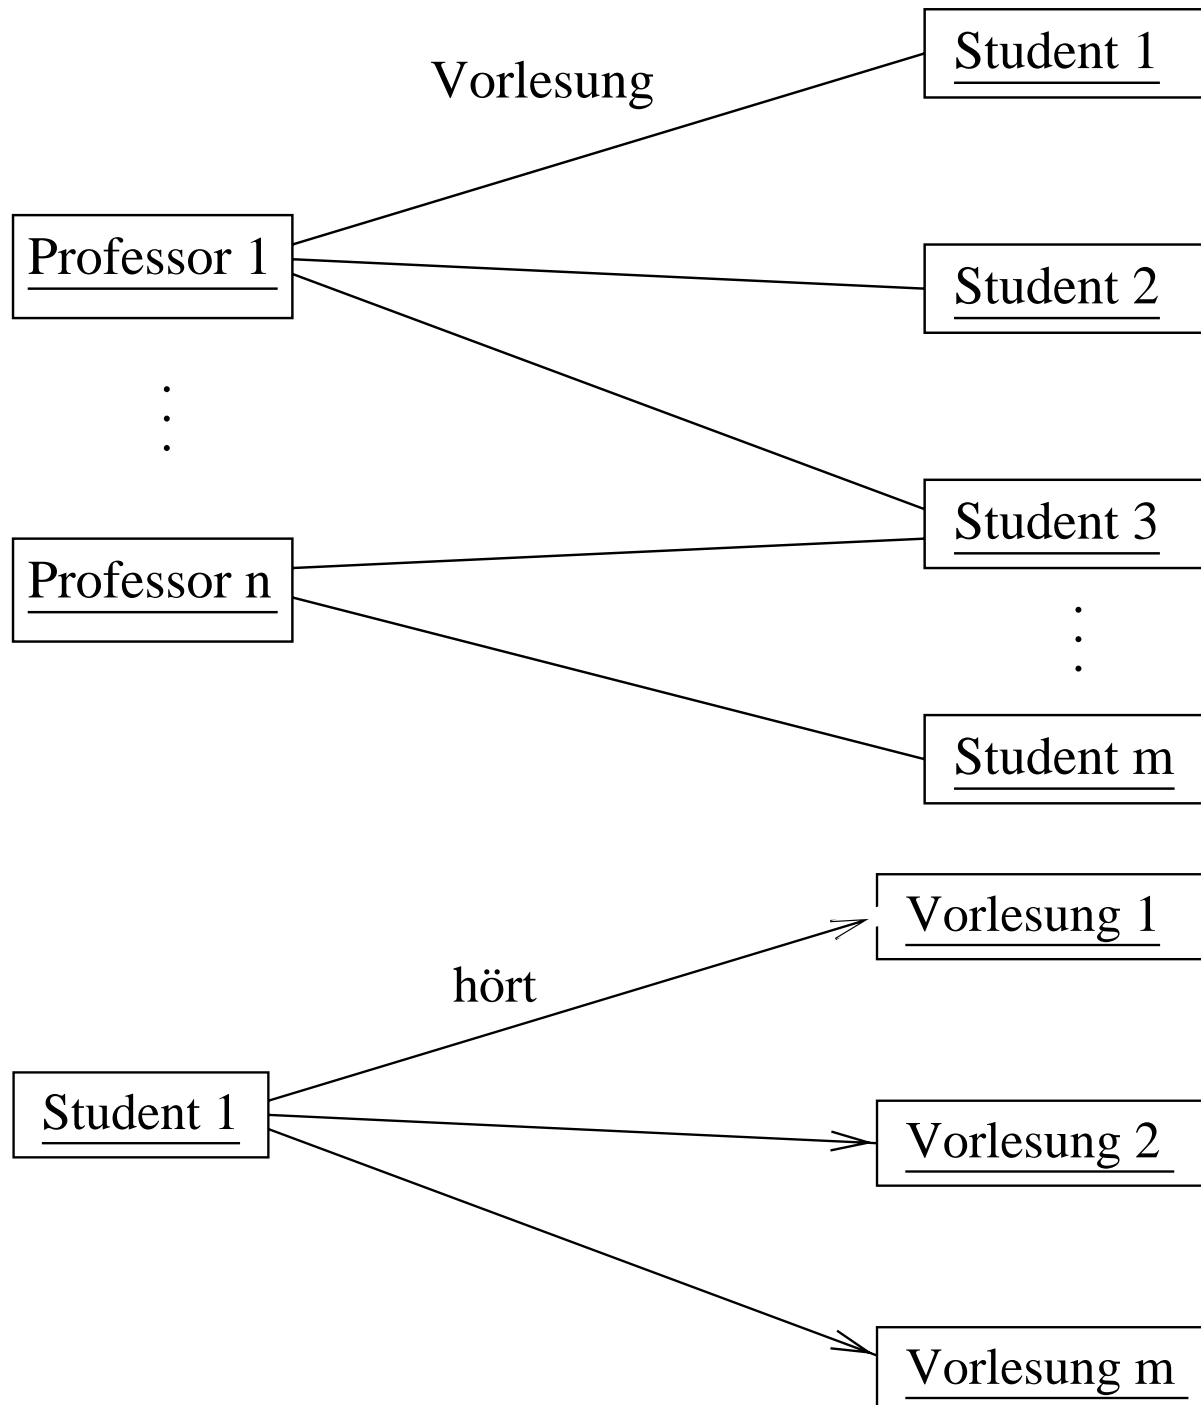 Student 1
Vorlesung
Professor 1
Student 2
Student 3
Professor n
Student m
Vorlesung 1
hört
Student 1
Vorlesung 2
Vorlesung m